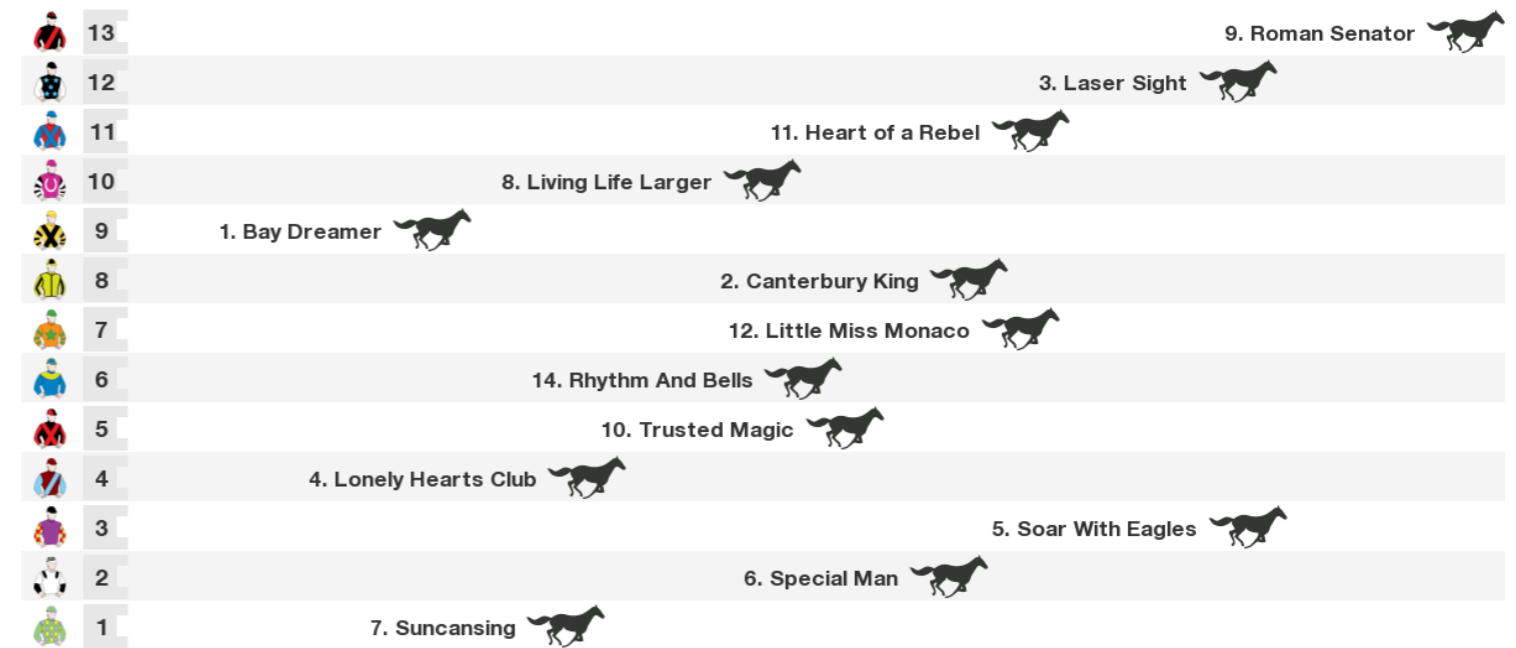 13 9. Roman Senator
12 3. Laser Sight
11 11. Heart of a Rebel
10 8. Living Life Larger
9 1. Bay Dreamer
8 2. Canterbury King
7 12. Little Miss Monaco
6 14. Rhythm And Bells
5 10. Trusted Magic
4 4. Lonely Hearts Club
3 5. Soar With Eagles
2 6. Special Man
1 7. Suncansing